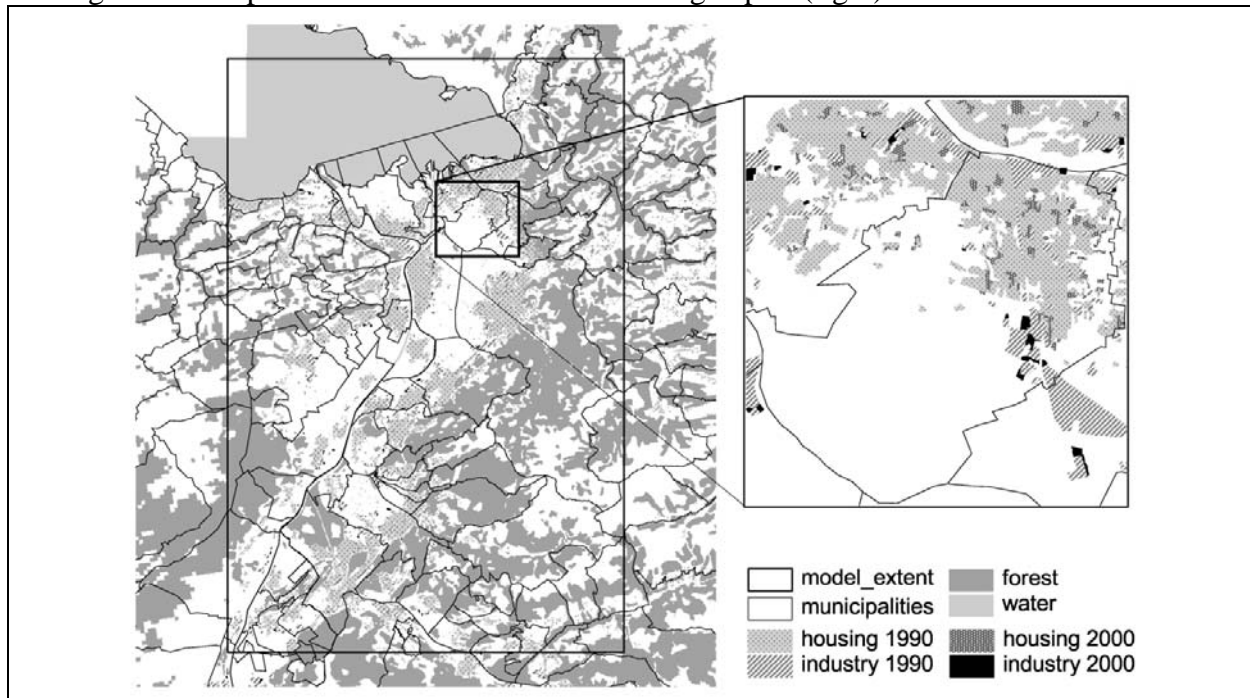 model_extent
municipalities
housing 1990
industry 1990
forest
water
housing 2000
industry 2000